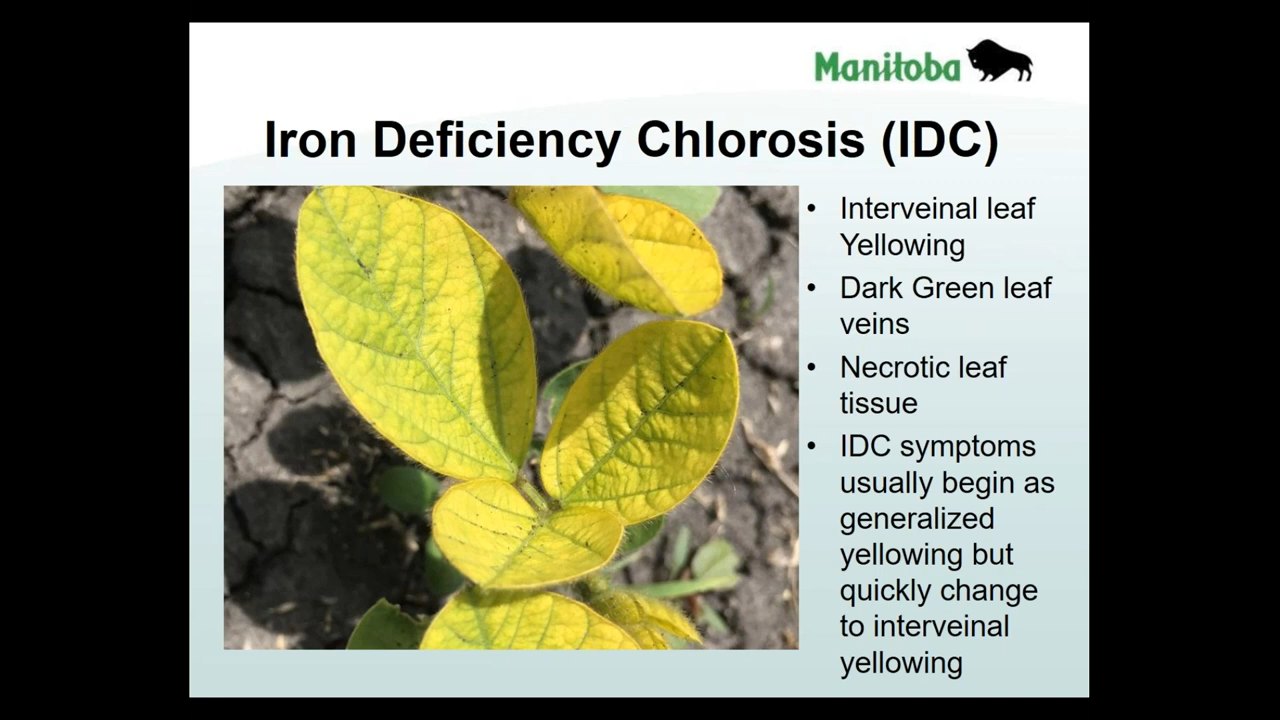 Manitoba
Iron Deficiency Chlorosis (IDC)
• Interveinal leaf
Yellowing
• Dark Green leaf
veins
• Necrotic leaf
tissue
• IDC symptoms
usually begin as
generalized
yellowing but
quickly change
to interveinal
yellowing